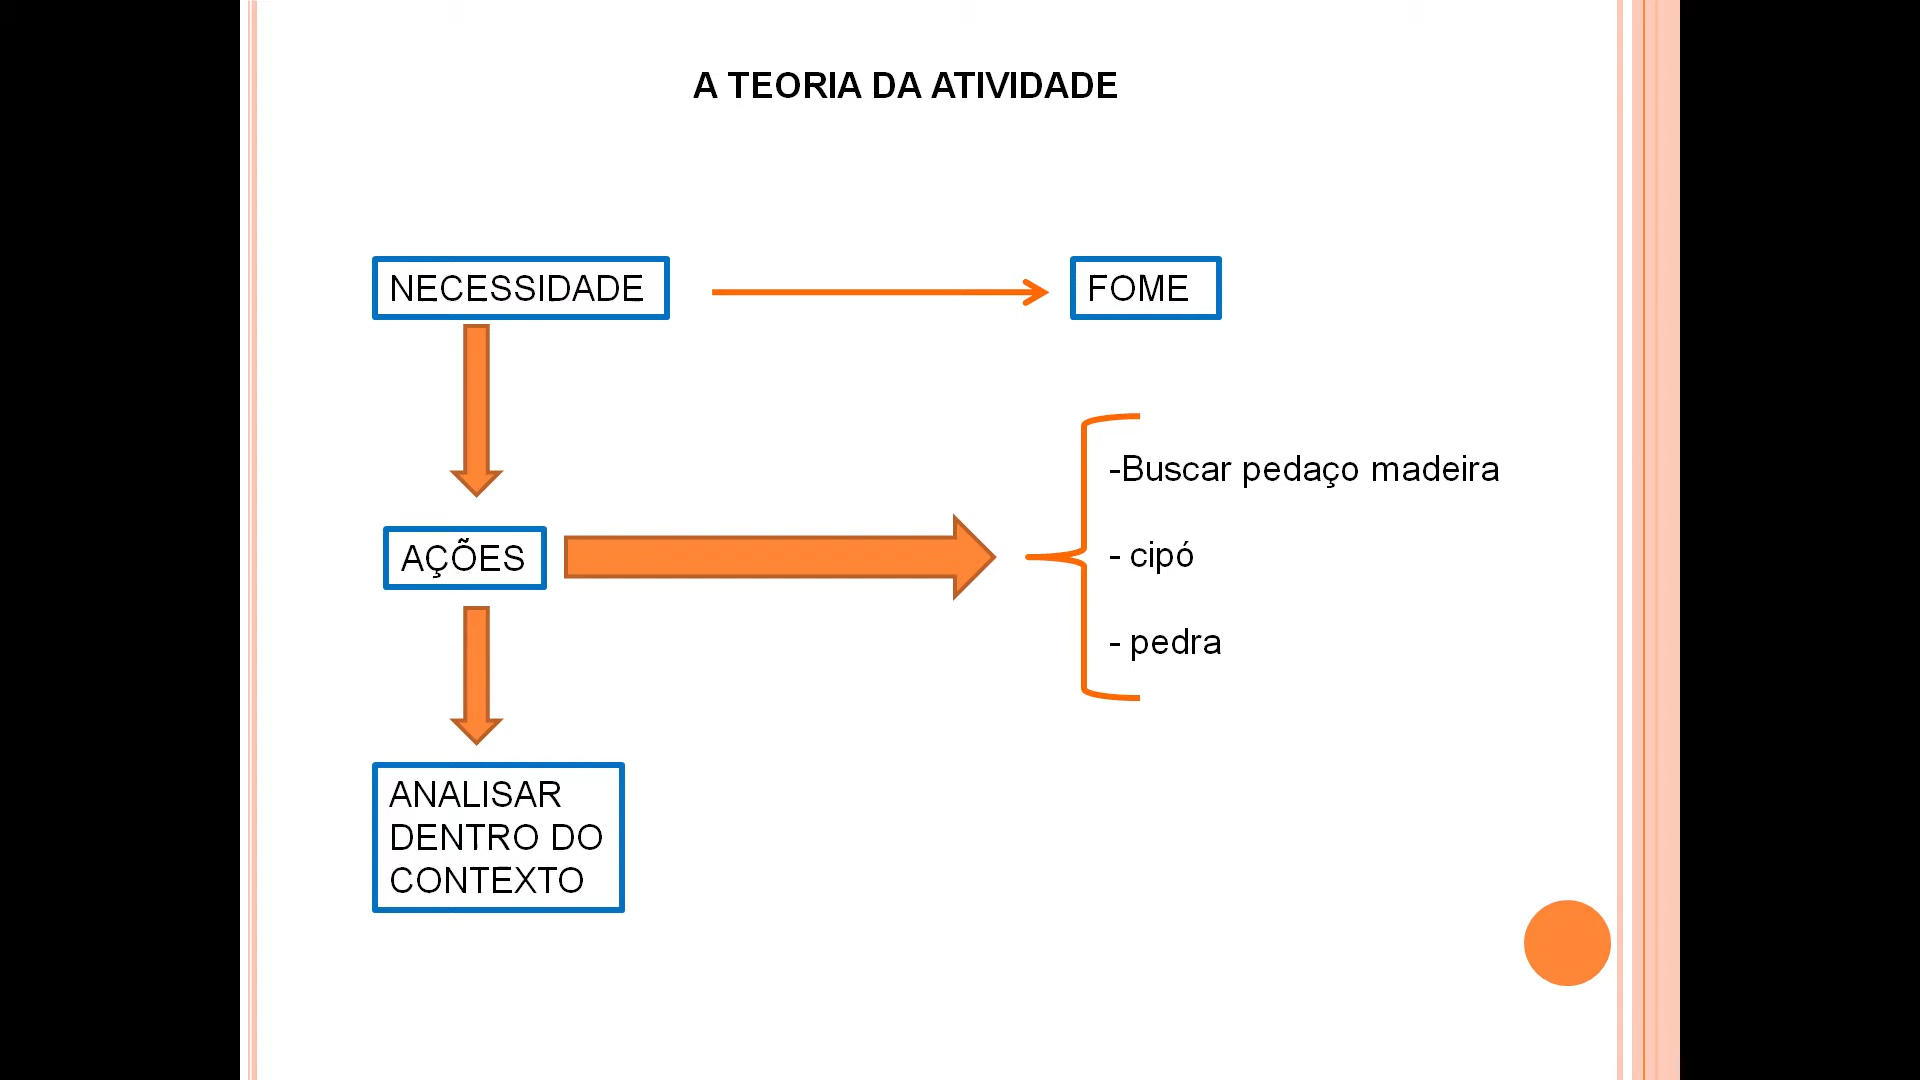 A TEORIA DA ATIVIDADE
NECESSIDADE
FOME
-Buscar pedaço madeira
AÇÕES
- cipó
- pedra
ANALISAR
DENTRO DO
CONTEXTO